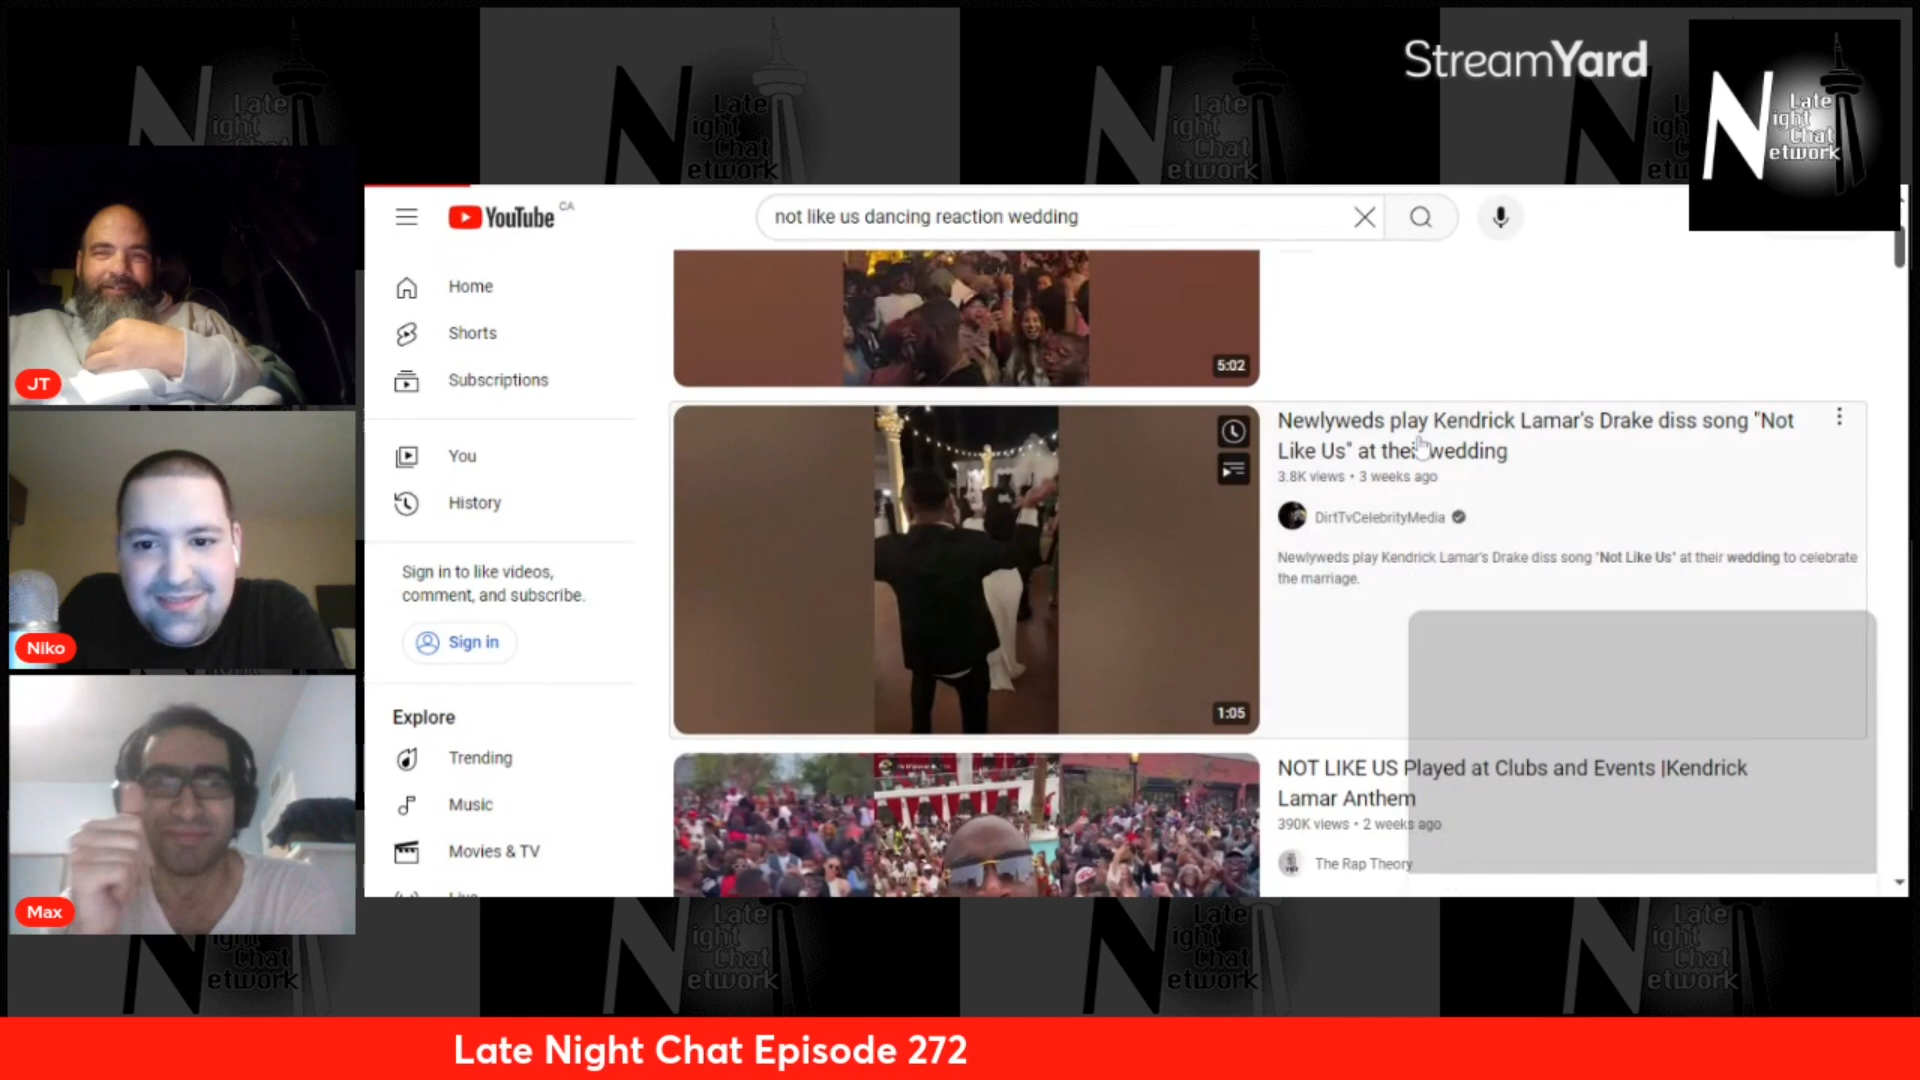 StreamYard
Late
Night
Chat
Network
YouTube CA
not like us dancing reaction wedding
Home
Shorts
Subscriptions
You
History
Sign in to like videos,
comment, and subscribe.
Sign in
Explore
Trending
Music
Movies & TV
Live
5:02
Newlyweds play Kendrick Lamar's Drake diss song "Not
Like Us" at their wedding
3.8K views • 3 weeks ago
DirtTvCelebrityMedia
Newlyweds play Kendrick Lamar's Drake diss song "Not Like Us" at their wedding to celebrate
the marriage.
1:05
NOT LIKE US Played at Clubs and Events |Kendrick
Lamar Anthem
390K views • 2 weeks ago
The Rap Theory
JT
Niko
Max
Late Night Chat Episode 272